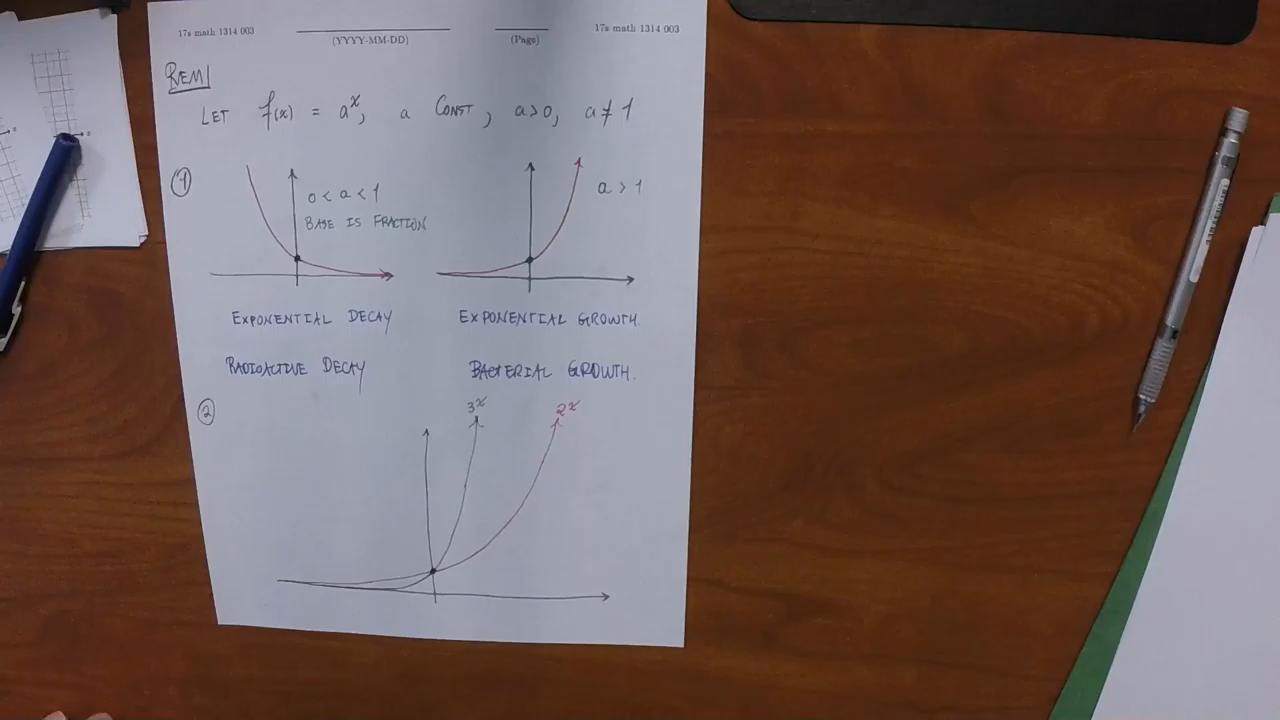 17s math 1314 003 (YYYY-MM-DD) (Page) 17s math 1314 003
REM
LET f(x) = a^x, a CONST, a>0, a≠1
1
0 < a < 1
BASE IS FRACTION
a > 1
EXPONENTIAL DECAY EXPONENTIAL GROWTH.
RADIOACTIVE DECAY BACTERIAL GROWTH.
2
3^x 2^x